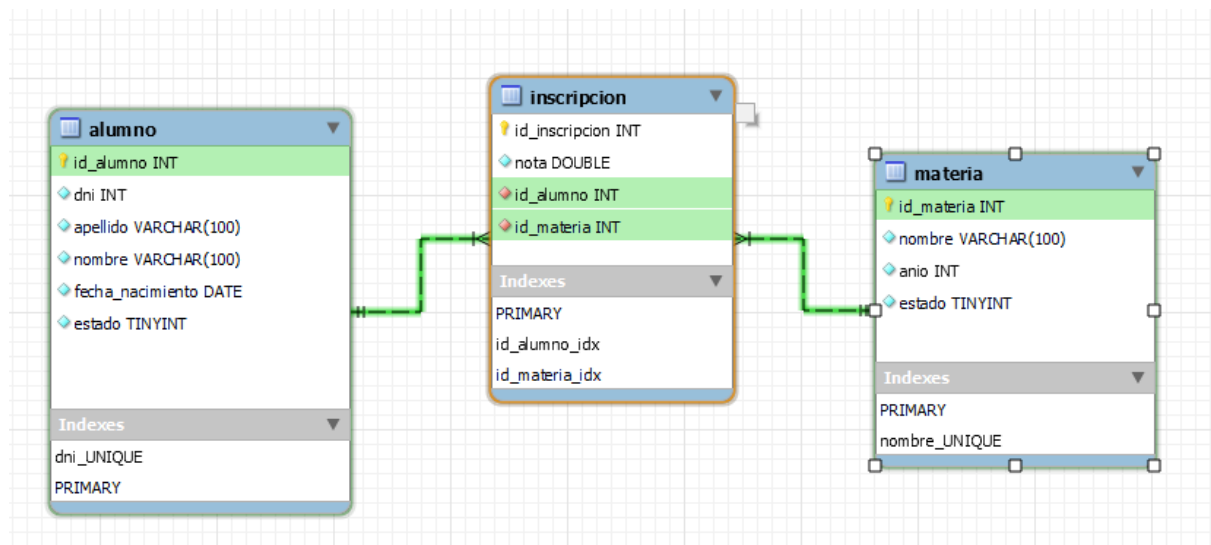 alumno
id_alumno INT
dni INT
apellido VARCHAR(100)
nombre VARCHAR(100)
fecha_nacimiento DATE
estado TINYINT
Indexes
dni_UNIQUE
PRIMARY
inscripcion
id_inscripcion INT
nota DOUBLE
id_alumno INT
id_materia INT
Indexes
PRIMARY
id_alumno_idx
id_materia_idx
materia
id_materia INT
nombre VARCHAR(100)
anio INT
estado TINYINT
Indexes
PRIMARY
nombre_UNIQUE